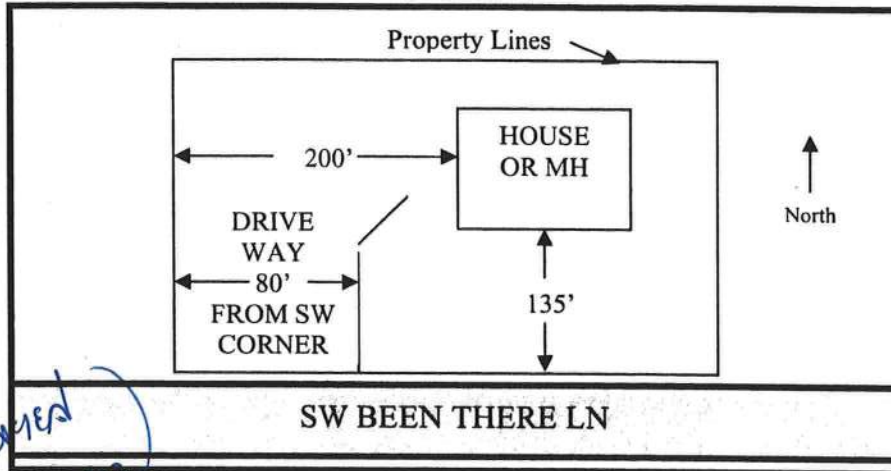 Property Lines
200'
HOUSE
OR MH
North
DRIVE
WAY
80'
FROM SW
CORNER
135'
SW BEEN THERE LN